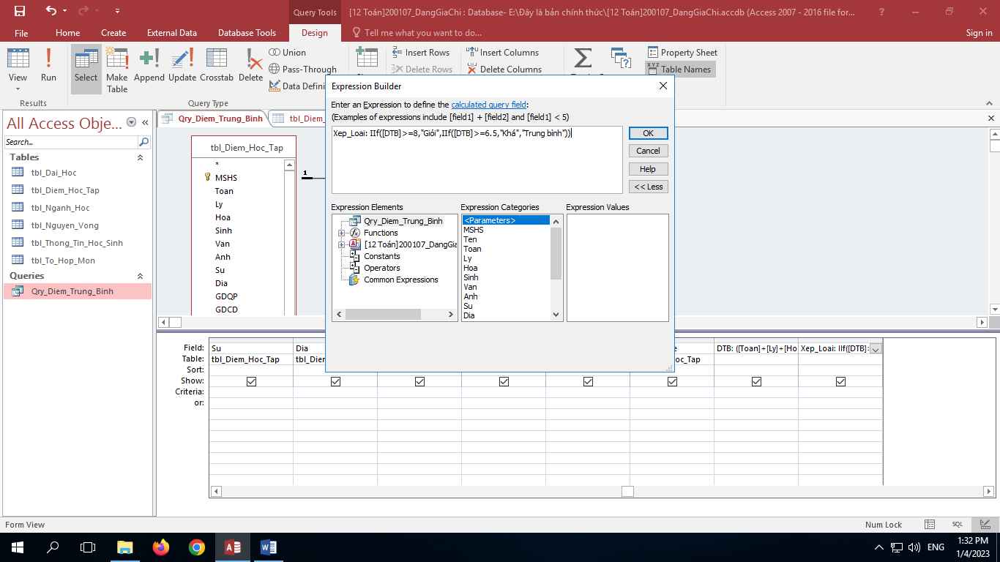 Query Tools
[12 Toán]200107_DangGiaChi : Database- E:\Đây là bản chính thức\[12 Toán]200107_DangGiaChi.accdb (Access 2007 - 2016 file for...
?
File Home Create External Data Database Tools Design Tell me what you want to do... Sign in
View Run Select Make Table Append Update Crosstab Delete
Union
Pass-Through
Data Defini
Insert Rows
Delete Rows
Insert Columns
Delete Columns
Property Sheet
XYZ Table Names
Results Query Type
All Access Obje...
Search...
Tables
tbl_Dai_Hoc
tbl_Diem_Hoc_Tap
tbl_Nganh_Hoc
tbl_Nguyen_Vong
tbl_Thong_Tin_Hoc_Sinh
tbl_To_Hop_Mon
Queries
Qry_Diem_Trung_Binh
Qry_Diem_Trung_Binh tbl_Diem_
tbl_Diem_Hoc_Tap
*
MSHS
Toan
Ly
Hoa
Sinh
Van
Anh
Su
Dia
GDQP
GDCD
1
Expression Builder
Enter an Expression to define the calculated query field:
(Examples of expressions include [field1] + [field2] and [field1] < 5)
Xep_Loai: IIf([DTB]>=8,"Giỏi",IIf([DTB]>=6.5,"Khá","Trung bình"))
OK
Cancel
Help
<< Less
Expression Elements
Qry_Diem_Trung_Binh
Functions
[12 Toán]200107_DangGia
Constants
Operators
Common Expressions
Expression Categories
<Parameters>
MSHS
Ten
Toan
Ly
Hoa
Sinh
Van
Anh
Su
Dia
Expression Values
Field: Su Dia DTB: ([Toan]+[Ly]+[Ho Xep_Loai: IIf([DTB]:
Table: tbl_Diem_Hoc_Tap tbl_Dien oc_Tap
Sort:
Show:
Criteria:
or:
Form View
Num Lock SQL
ENG
1:32 PM
1/4/2023